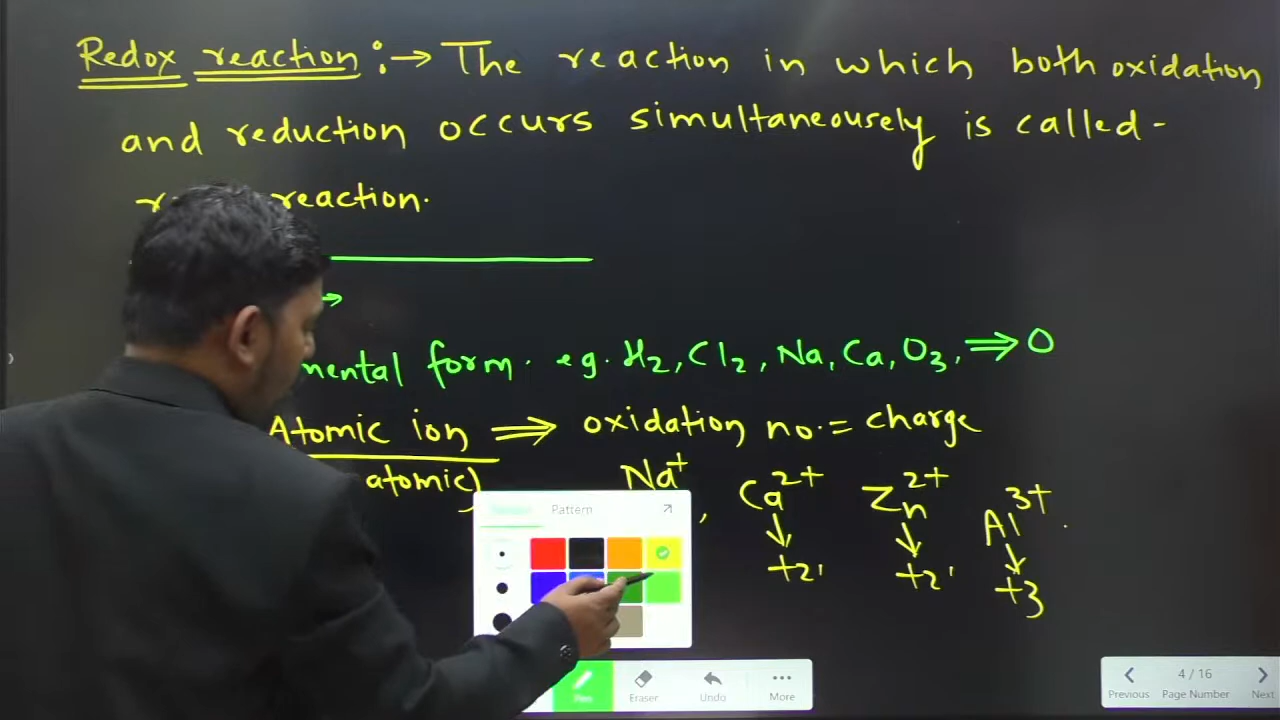 Redox reaction :→ The reaction in which both oxidation
and reduction occurs simultaneousely is called-
reaction.
→
mental form. eg. H2, Cl2, Na, Ca, O3, ⇒ 0
Atomic ion ⇒ oxidation no. = charge
atomic)
Na+, Ca2+ Zn2+ Al3+.
↓ ↓ ↓
+2, +2, +3
Pattern
Pen Eraser Undo More
Previous 4 / 16 Page Number Next